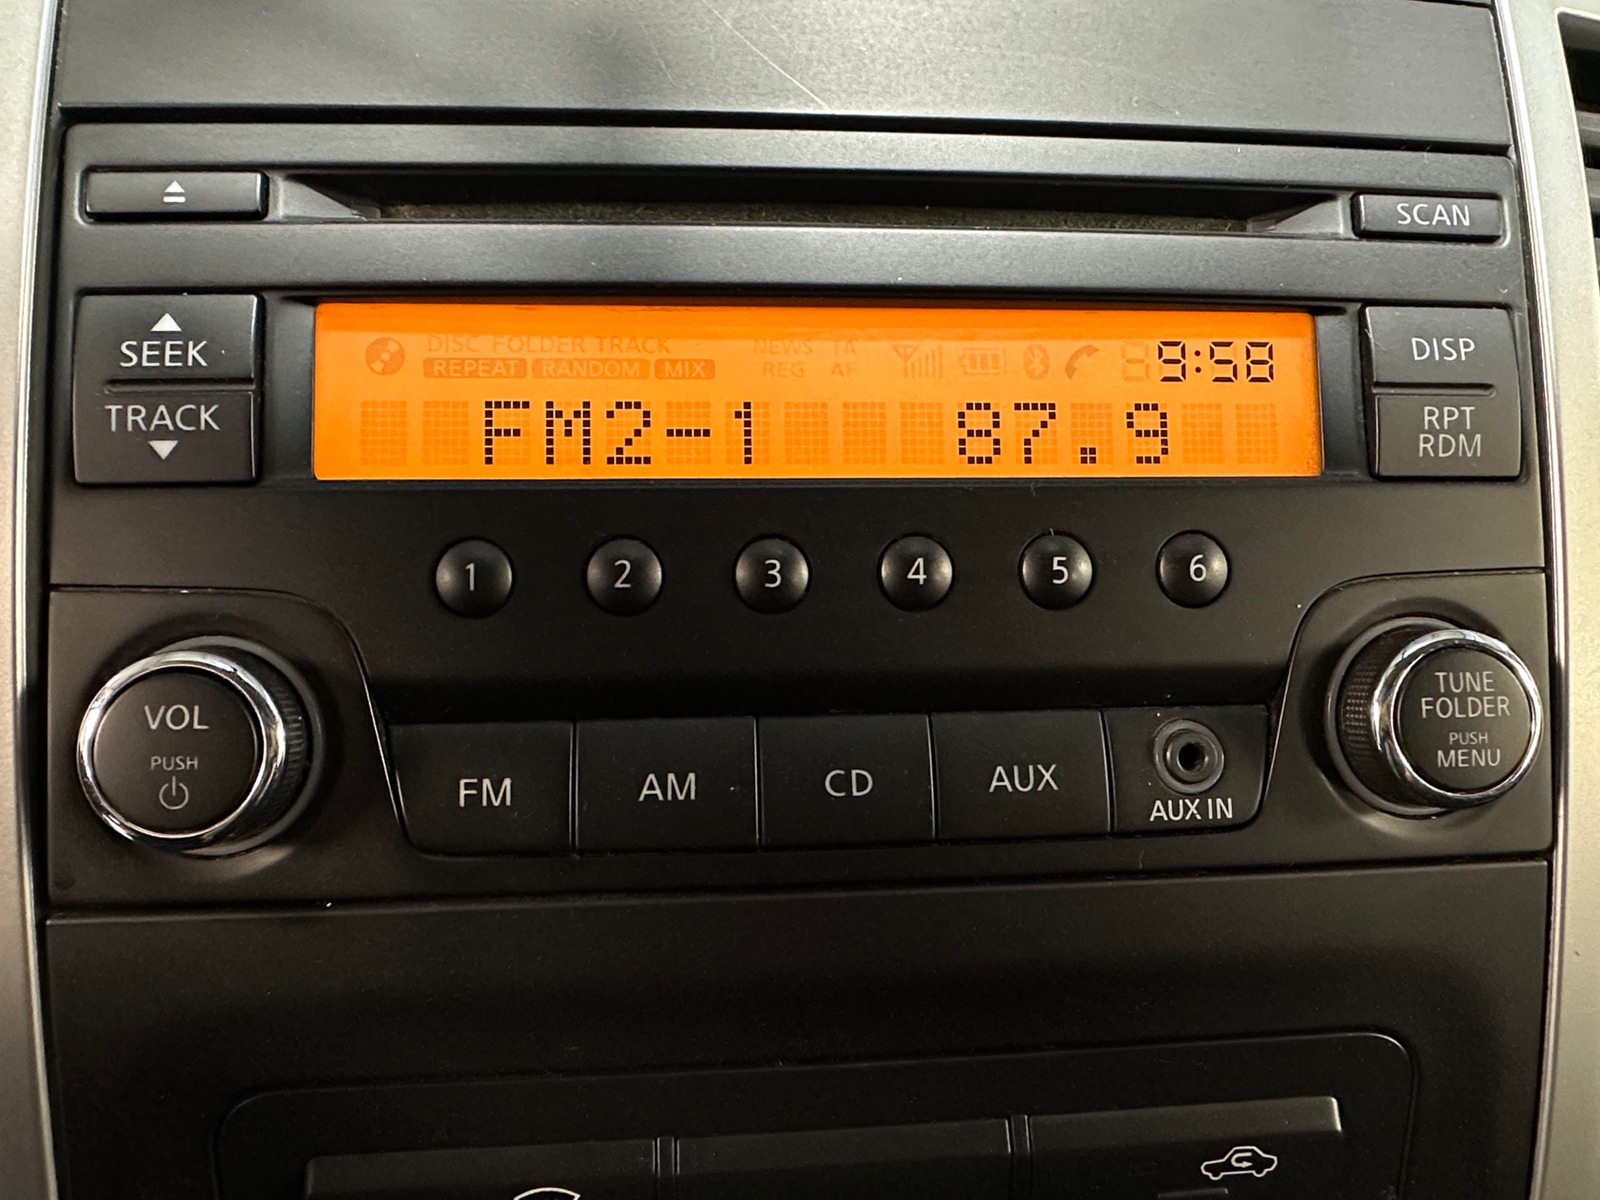 SCAN
SEEK
TRACK
DISC FOLDER TRACK
REPEAT RANDOM MIX
NEWS TA
REG AF
9:58
FM2-1 87.9
DISP
RPT
RDM
1 2 3 4 5 6
VOL
PUSH
FM AM CD AUX
AUX IN
TUNE
FOLDER
PUSH
MENU